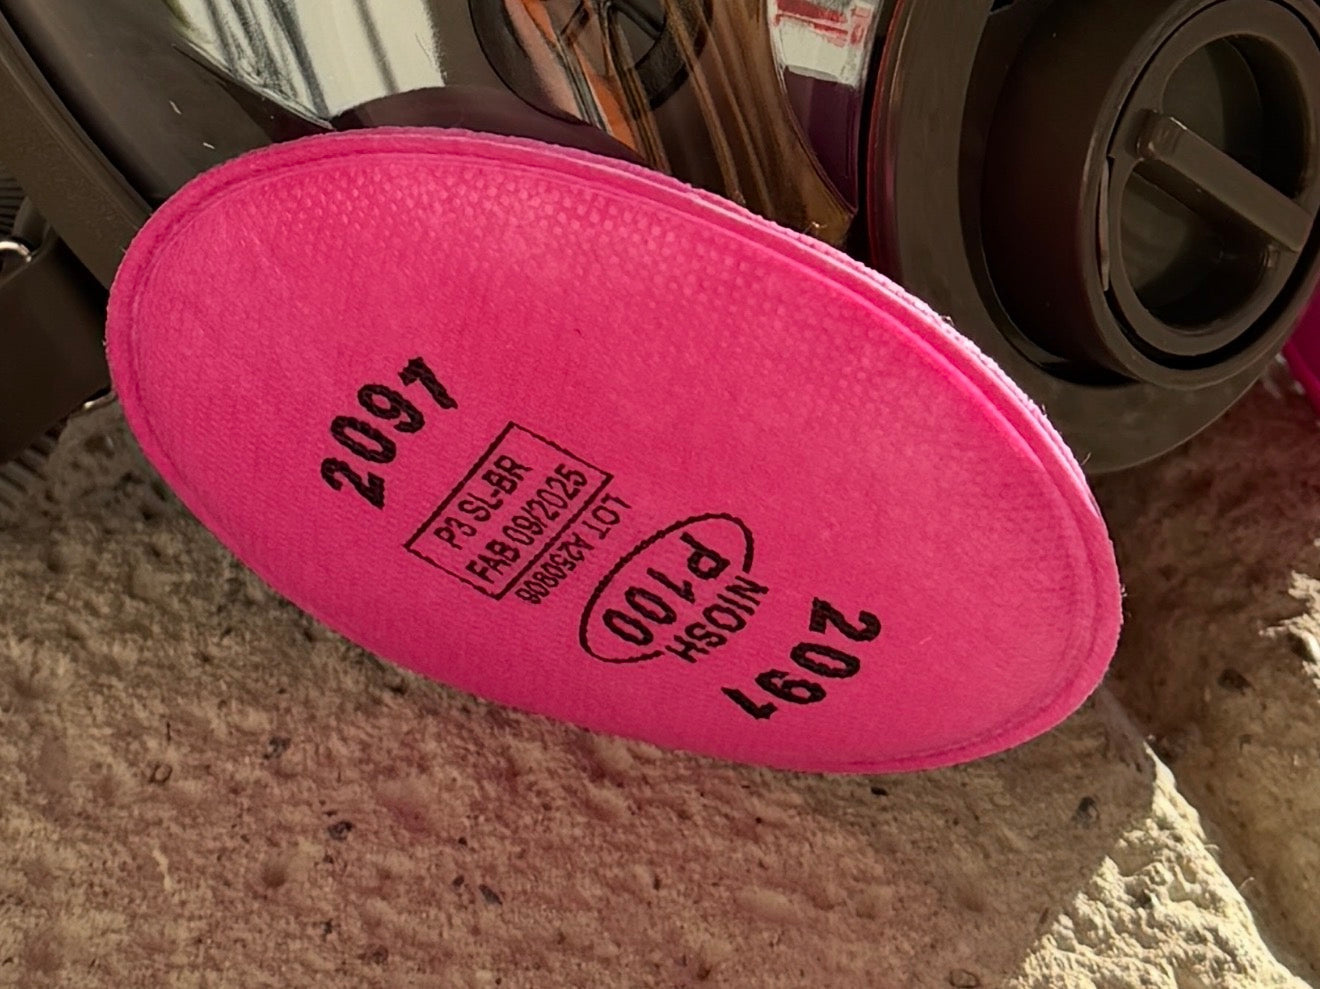 2091
P3 SL-BR
FAB 09/2025
LOT A250808
P100
NIOSH
2091